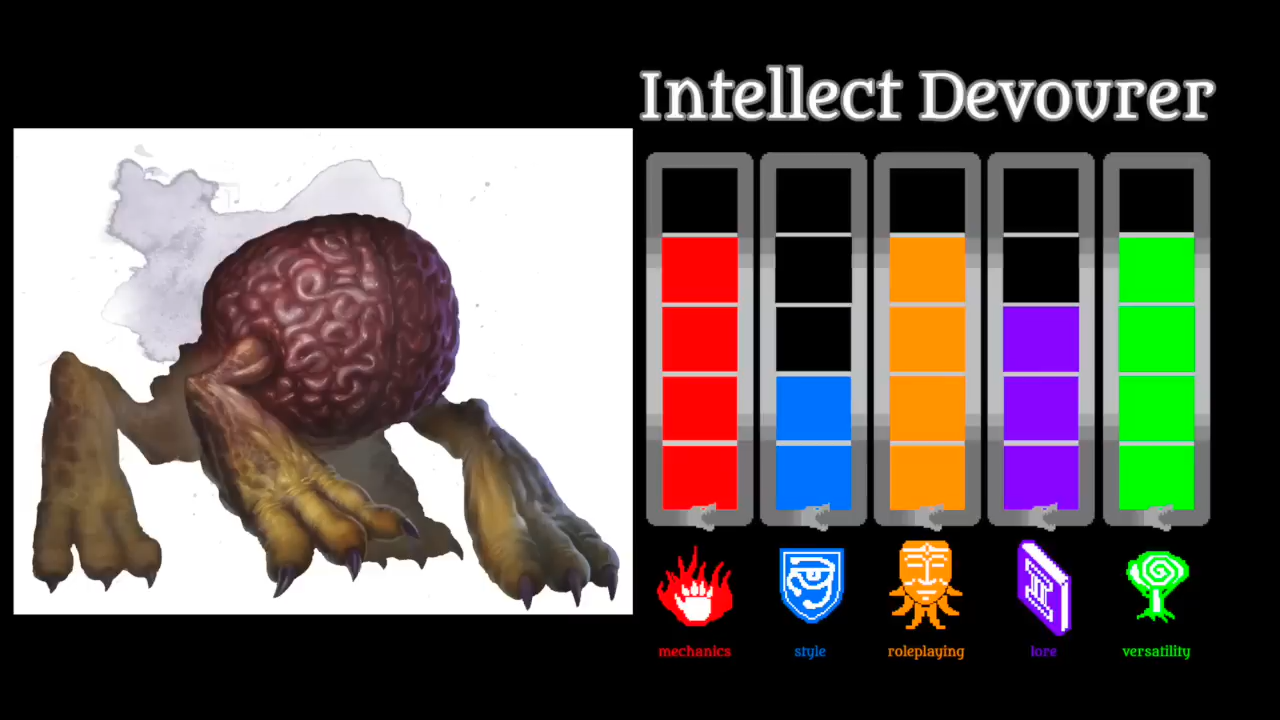 Intellect Devourer
mechanics
style
roleplaying
lore
versatility